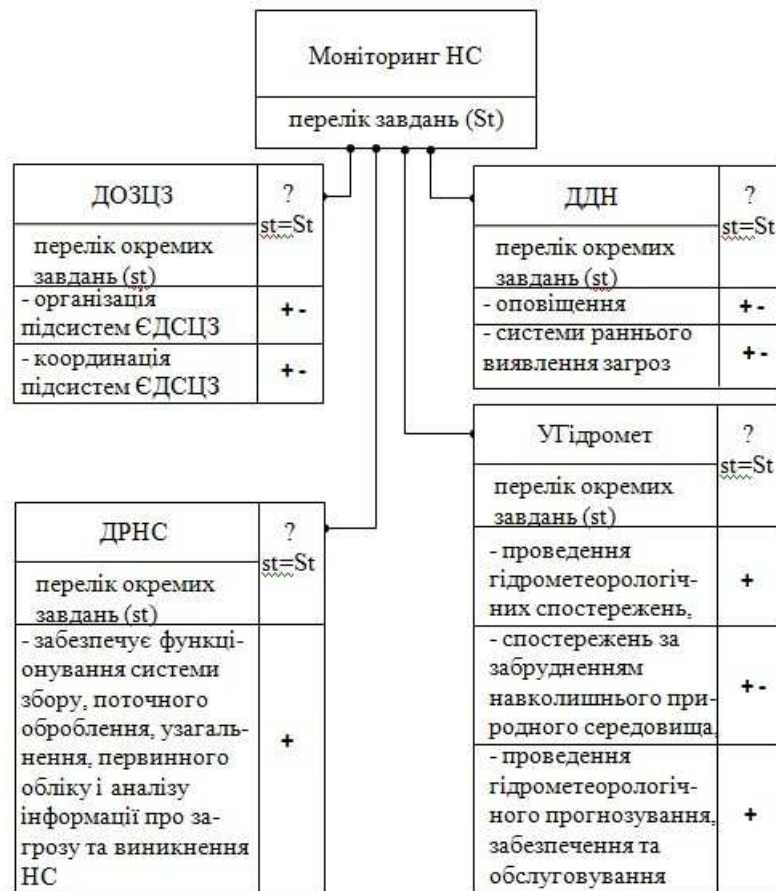 Моніторинг НС
перелік завдань (St)
ДОЗЦЗ
?
st=St
перелік окремих
завдань (st)
- організація
підсистем ЄДСЦЗ
+ -
- координація
підсистем ЄДСЦЗ
+ -
ДДН
?
st=St
перелік окремих
завдань (st)
- оповіщення
+ -
- системи раннього
виявлення загроз
+ -
УГідромет
?
st=St
перелік окремих
завдань (st)
- проведення
гідрометеорологіч-
них спостережень,
+
- спостережень за
забрудненням
навколишнього при-
родного середовища,
+ -
- проведення
гідрометеорологіч-
ного прогнозування,
забезпечення та
обслуговування
+
ДРНС
?
st=St
перелік окремих
завдань (st)
- забезпечує функці-
онування системи
збору, поточного
оброблення, узагаль-
нення, первинного
обліку і аналізу
інформації про за-
грозу та виникнення
НС
+